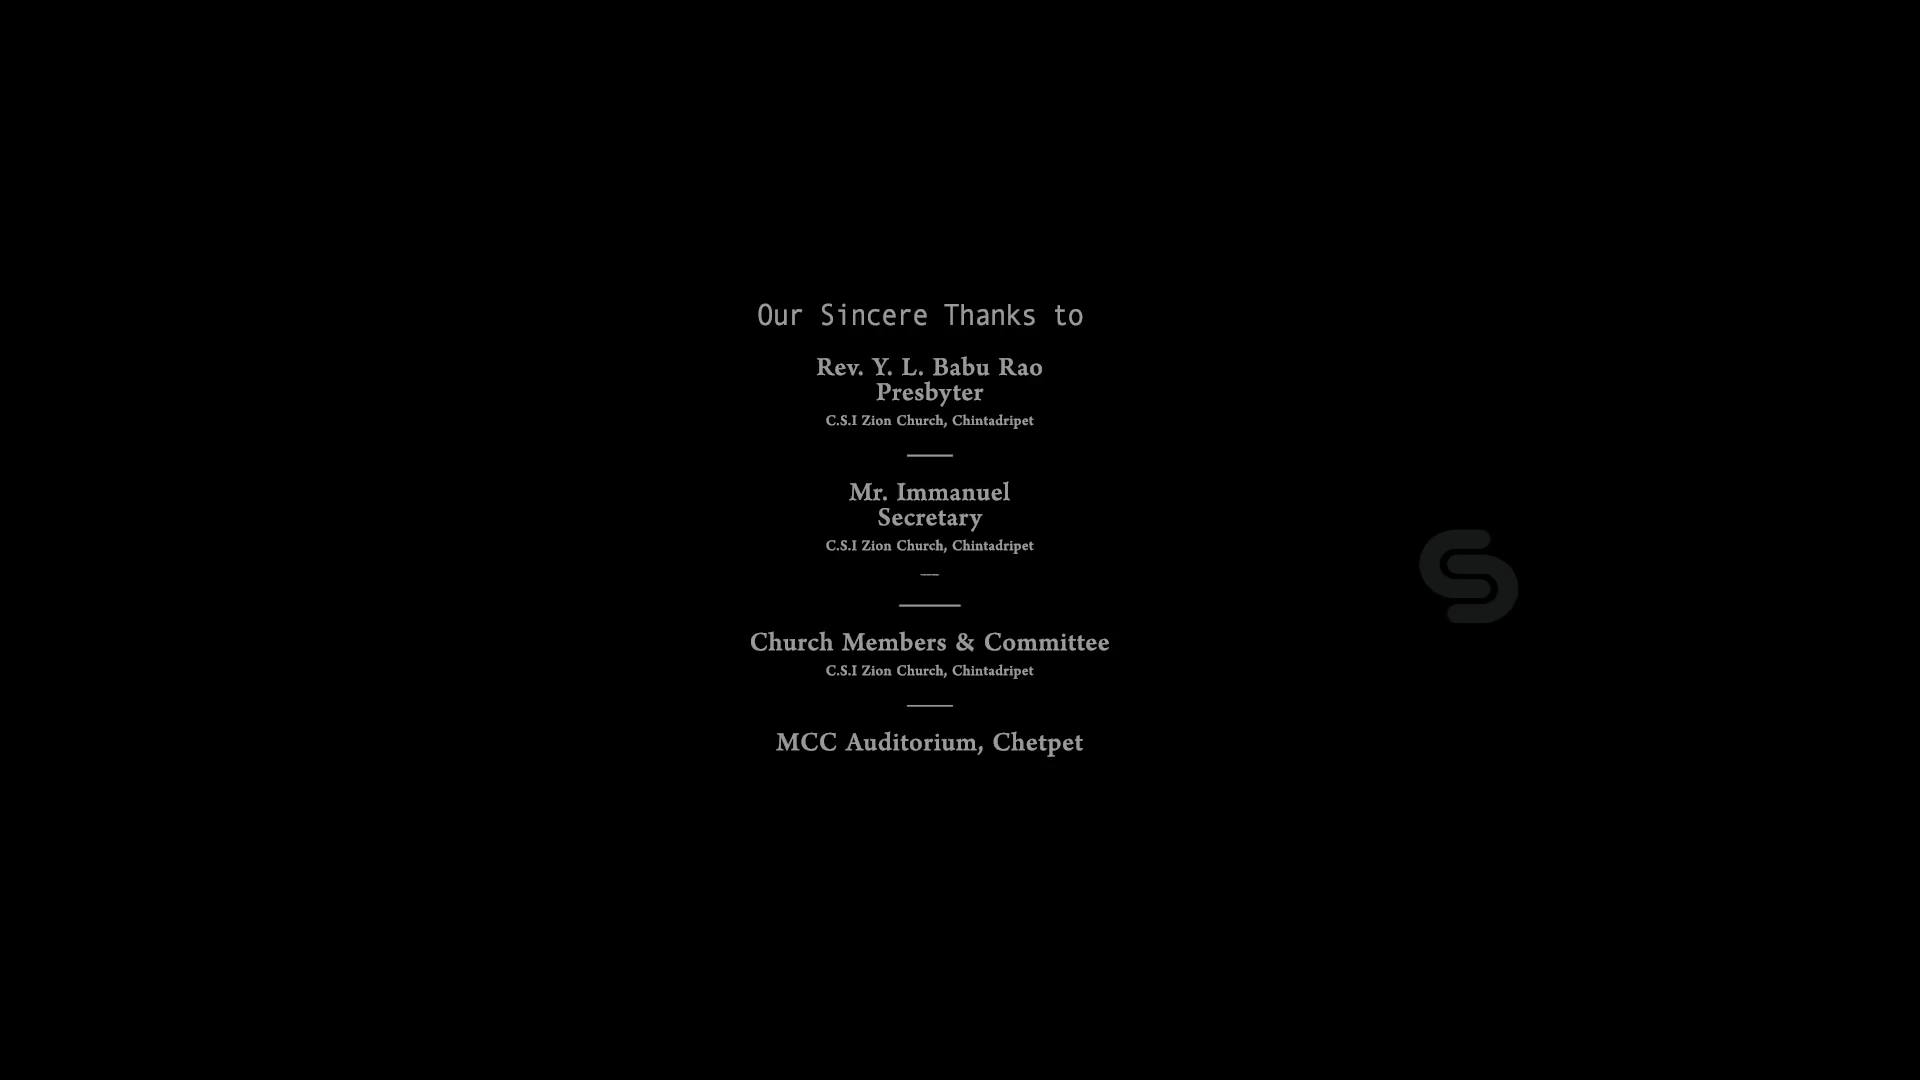 Our Sincere Thanks to
Rev. Y. L. Babu Rao
Presbyter
C.S.I Zion Church, Chintadripet
Mr. Immanuel
Secretary
C.S.I Zion Church, Chintadripet
Church Members & Committee
C.S.I Zion Church, Chintadripet
MCC Auditorium, Chetpet